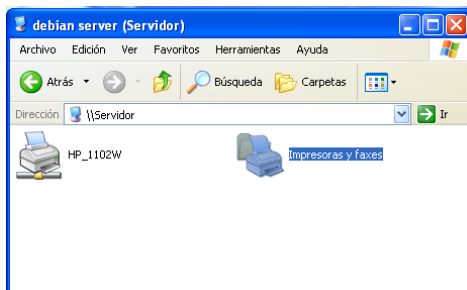 debian server (Servidor)
Archivo Edición Ver Favoritos Herramientas Ayuda
Atrás Búsqueda Carpetas
Dirección \\Servidor Ir
HP_1102W Impresoras y faxes